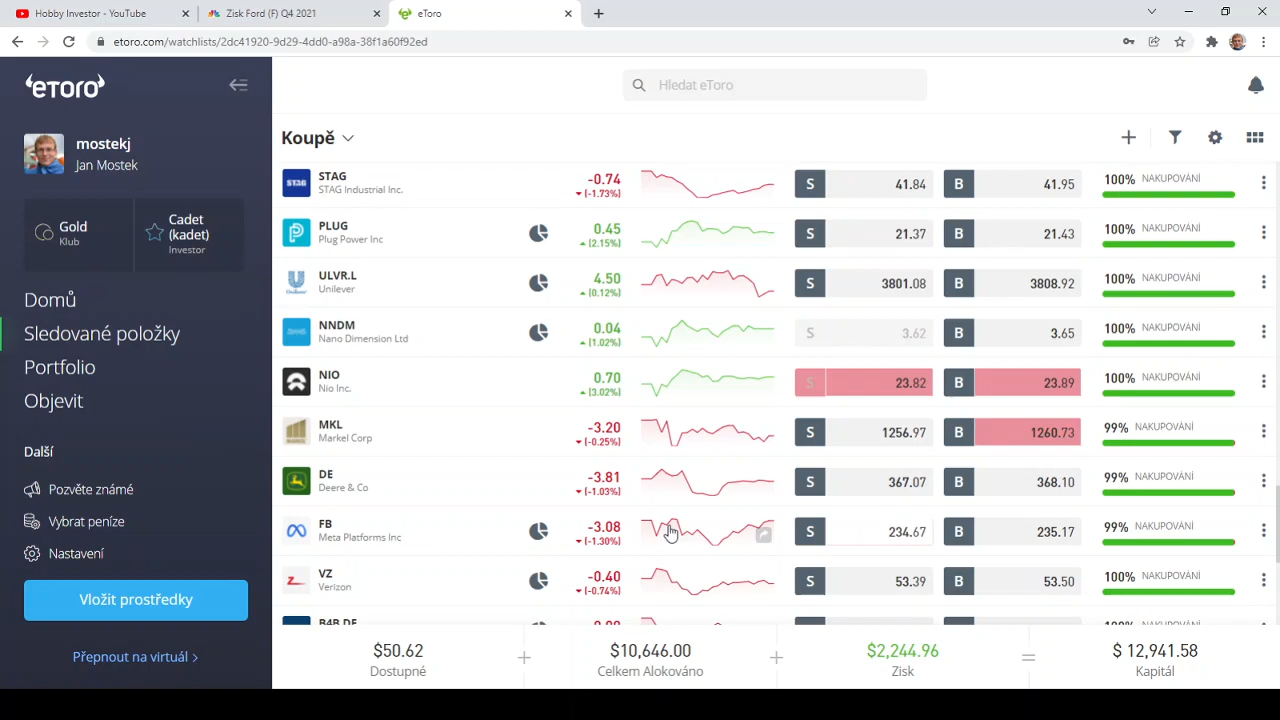 Hobby Investor - YouTube
Zisk Ford (F) Q4 2021
eToro
etoro.com/watchlists/2dc41920-9d29-4dd0-a98a-38f1a60f92ed
eToro
mostekj
Jan Mostek
Gold
Klub
Cadet
(kadet)
Investor
Domů
Sledované položky
Portfolio
Objevit
Další
Pozvěte známé
Vybrat peníze
Nastavení
Vložit prostředky
Přepnout na virtuál >
Hledat eToro
Koupě
STAG -0.74 S 41.84 B 41.95 100% NAKUPOVÁNÍ
STAG Industrial Inc. (-1.73%)
PLUG 0.45 S 21.37 B 21.43 100% NAKUPOVÁNÍ
Plug Power Inc (2.15%)
ULVR.L 4.50 S 3801.08 B 3808.92 100% NAKUPOVÁNÍ
Unilever (0.12%)
NNDM 0.04 S 3.62 B 3.65 100% NAKUPOVÁNÍ
Nano Dimension Ltd (1.02%)
NIO 0.70 S 23.82 B 23.89 100% NAKUPOVÁNÍ
Nio Inc. (3.02%)
MKL -3.20 S 1256.97 B 1260.73 99% NAKUPOVÁNÍ
Markel Corp (-0.25%)
DE -3.81 S 367.07 B 368.10 99% NAKUPOVÁNÍ
Deere & Co (-1.03%)
FB -3.08 S 234.67 B 235.17 99% NAKUPOVÁNÍ
Meta Platforms Inc (-1.30%)
VZ -0.40 S 53.39 B 53.50 100% NAKUPOVÁNÍ
Verizon (-0.74%)
$50.62 + $10,646.00 + $2,244.96 = $ 12,941.58
Dostupné Celkem Alokováno Zisk Kapitál